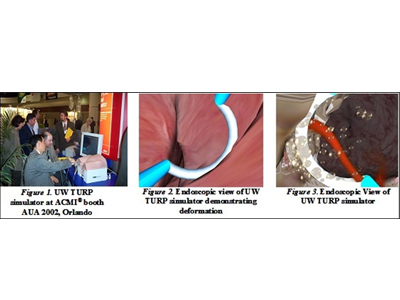 Figure 1. UW TURP
simulator at ACMI® booth
AUA 2002, Orlando
Figure 2. Endoscopic view of UW
TURP simulator demonstrating
deformation
Figure 3. Endoscopic View of
UW TURP simulator